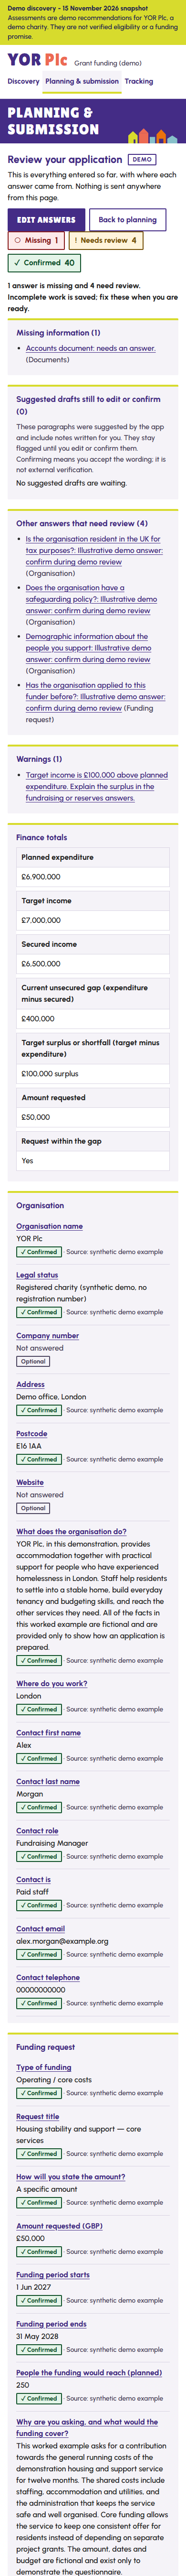 Demo discovery - 15 November 2026 snapshot
Assessments are demo recommendations for YOR Plc, a
demo charity. They are not verified eligibility or a funding
promise.
YOR Plc Grant funding (demo)
Discovery Planning & submission Tracking
PLANNING &
SUBMISSION
Review your application DEMO
This is everything entered so far, with where each
answer came from. Nothing is sent anywhere
from this page.
EDIT ANSWERS Back to planning
Missing 1 ! Needs review 4
✓ Confirmed 40
1 answer is missing and 4 need review.
Incomplete work is saved; fix these when you are
ready.
Missing information (1)
• Accounts document: needs an answer.
(Documents)
Suggested drafts still to edit or confirm
(0)
These paragraphs were suggested by the app
and include notes written for you. They stay
flagged until you edit or confirm them.
Confirming means you accept the wording; it is
not external verification.
No suggested drafts are waiting.
Other answers that need review (4)
• Is the organisation resident in the UK for
tax purposes?: Illustrative demo answer:
confirm during demo review
(Organisation)
• Does the organisation have a
safeguarding policy?: Illustrative demo
answer: confirm during demo review
(Organisation)
• Demographic information about the
people you support: Illustrative demo
answer: confirm during demo review
(Organisation)
• Has the organisation applied to this
funder before?: Illustrative demo answer:
confirm during demo review (Funding
request)
Warnings (1)
• Target income is £100,000 above planned
expenditure. Explain the surplus in the
fundraising or reserves answers.
Finance totals
Planned expenditure
£6,900,000
Target income
£7,000,000
Secured income
£6,500,000
Current unsecured gap (expenditure
minus secured)
£400,000
Target surplus or shortfall (target minus
expenditure)
£100,000 surplus
Amount requested
£50,000
Request within the gap
Yes
Organisation
Organisation name
YOR Plc
✓ Confirmed · Source: synthetic demo example
Legal status
Registered charity (synthetic demo, no
registration number)
✓ Confirmed · Source: synthetic demo example
Company number
Not answered
Optional
Address
Demo office, London
✓ Confirmed · Source: synthetic demo example
Postcode
E16 1AA
✓ Confirmed · Source: synthetic demo example
Website
Not answered
Optional
What does the organisation do?
YOR Plc, in this demonstration, provides
accommodation together with practical
support for people who have experienced
homelessness in London. Staff help residents
to settle into a stable home, build everyday
tenancy and budgeting skills, and reach the
other services they need. All of the facts in
this worked example are fictional and are
provided only to show how an application is
prepared.
✓ Confirmed · Source: synthetic demo example
Where do you work?
London
✓ Confirmed · Source: synthetic demo example
Contact first name
Alex
✓ Confirmed · Source: synthetic demo example
Contact last name
Morgan
✓ Confirmed · Source: synthetic demo example
Contact role
Fundraising Manager
✓ Confirmed · Source: synthetic demo example
Contact is
Paid staff
✓ Confirmed · Source: synthetic demo example
Contact email
alex.morgan@example.org
✓ Confirmed · Source: synthetic demo example
Contact telephone
00000000000
✓ Confirmed · Source: synthetic demo example
Funding request
Type of funding
Operating / core costs
✓ Confirmed · Source: synthetic demo example
Request title
Housing stability and support — core
services
✓ Confirmed · Source: synthetic demo example
How will you state the amount?
A specific amount
✓ Confirmed · Source: synthetic demo example
Amount requested (GBP)
£50,000
✓ Confirmed · Source: synthetic demo example
Funding period starts
1 Jun 2027
✓ Confirmed · Source: synthetic demo example
Funding period ends
31 May 2028
✓ Confirmed · Source: synthetic demo example
People the funding would reach (planned)
250
✓ Confirmed · Source: synthetic demo example
Why are you asking, and what would the
funding cover?
This worked example asks for a contribution
towards the general running costs of the
demonstration housing and support service
for twelve months. The shared costs include
staffing, accommodation and utilities, and
the administration that keeps the service
safe and well organised. Core funding allows
the service to keep one consistent offer for
residents instead of depending on separate
project grants. The amount, dates and
budget are fictional and exist only to
demonstrate the questionnaire.